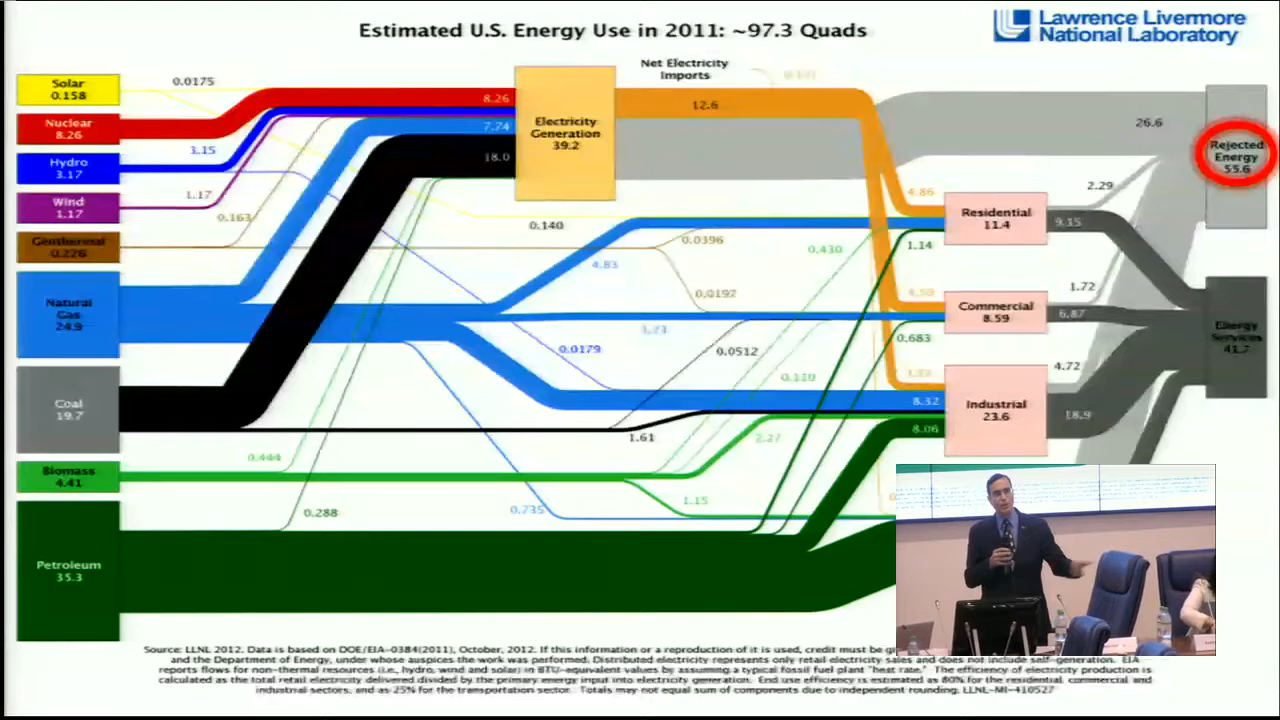 Estimated U.S. Energy Use in 2011: ~97.3 Quads
Lawrence Livermore
National Laboratory
Solar
0.158
0.0175
Net Electricity
Imports
Nuclear
8.26
8.26
Electricity
Generation
39.2
12.6
26.6
Rejected
Energy
55.6
Hydro
3.17
3.15
7.74
18.0
Wind
1.17
1.17
0.163
Geothermal
0.226
0.140
0.0396
0.430
4.86
Residential
11.4
1.14
2.29
9.15
Natural
Gas
24.9
4.83
0.0197
4.50
Commercial
8.59
1.72
6.87
Energy
Services
41.7
0.0179
0.0512
0.683
0.110
4.72
Coal
19.7
1.61
8.32
Industrial
23.6
18.9
8.06
2.27
Biomass
4.41
0.444
1.15
0.735
0.288
Petroleum
35.3
Source: LLNL 2012. Data is based on DOE/EIA-0384(2011), October, 2012. If this information or a reproduction of it is used, credit must be
and the Department of Energy, under whose auspices the work was performed. Distributed electricity represents only retail electricity sales and does not include self-generation. EIA
reports flows for non-thermal resources (i.e., hydro, wind and solar) in BTU-equivalent values by assuming a typical fossil fuel plant "heat rate." The efficiency of electricity production is
calculated as the total retail electricity delivered divided by the primary energy input into electricity generation. End use efficiency is estimated as 80% for the residential, commercial and
industrial sectors, and as 25% for the transportation sector. Totals may not equal sum of components due to independent rounding. LLNL-MI-410527